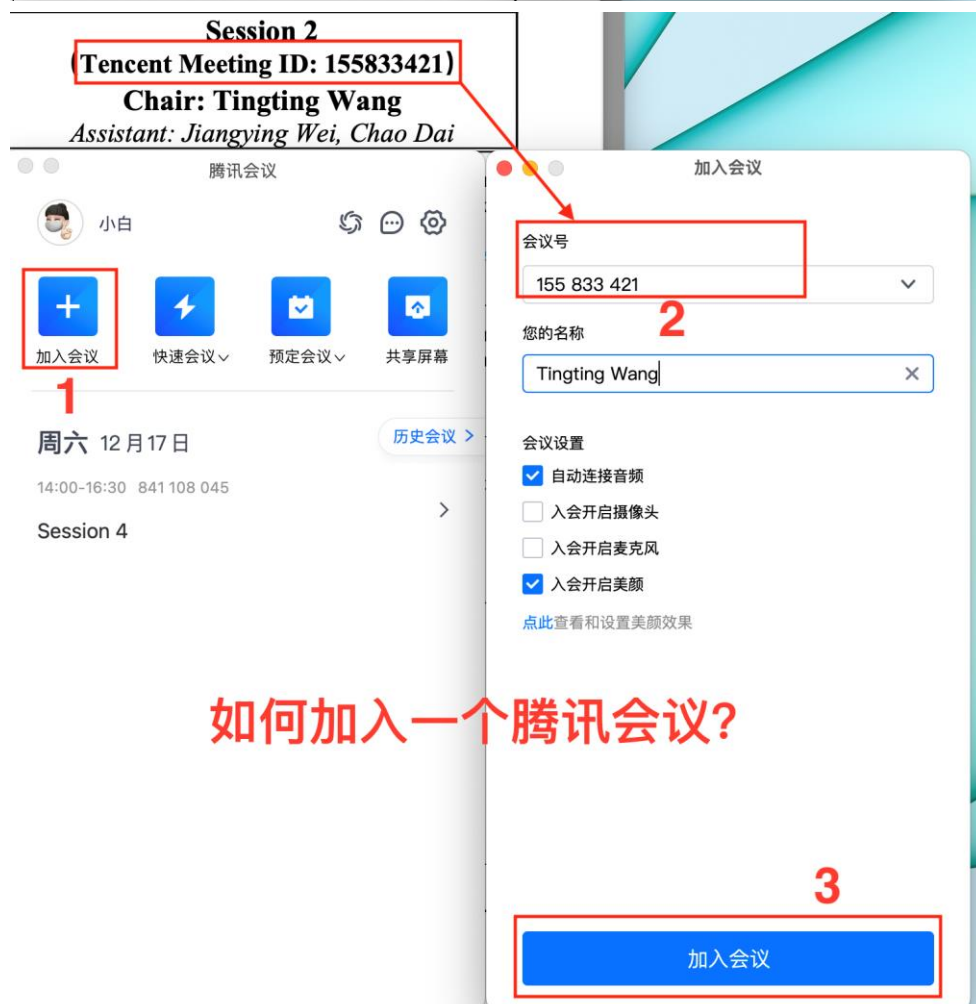 Session 2
(Tencent Meeting ID: 155833421)
Chair: Tingting Wang
Assistant: Jiangying Wei, Chao Dai
腾讯会议
小白
加入会议
快速会议
预定会议
共享屏幕
1
周六 12月17日
历史会议
14:00-16:30 841 108 045
Session 4
加入会议
会议号
155 833 421
2
您的名称
Tingting Wang
会议设置
自动连接音频
入会开启摄像头
入会开启麦克风
入会开启美颜
点此查看和设置美颜效果
如何加入一个腾讯会议?
3
加入会议